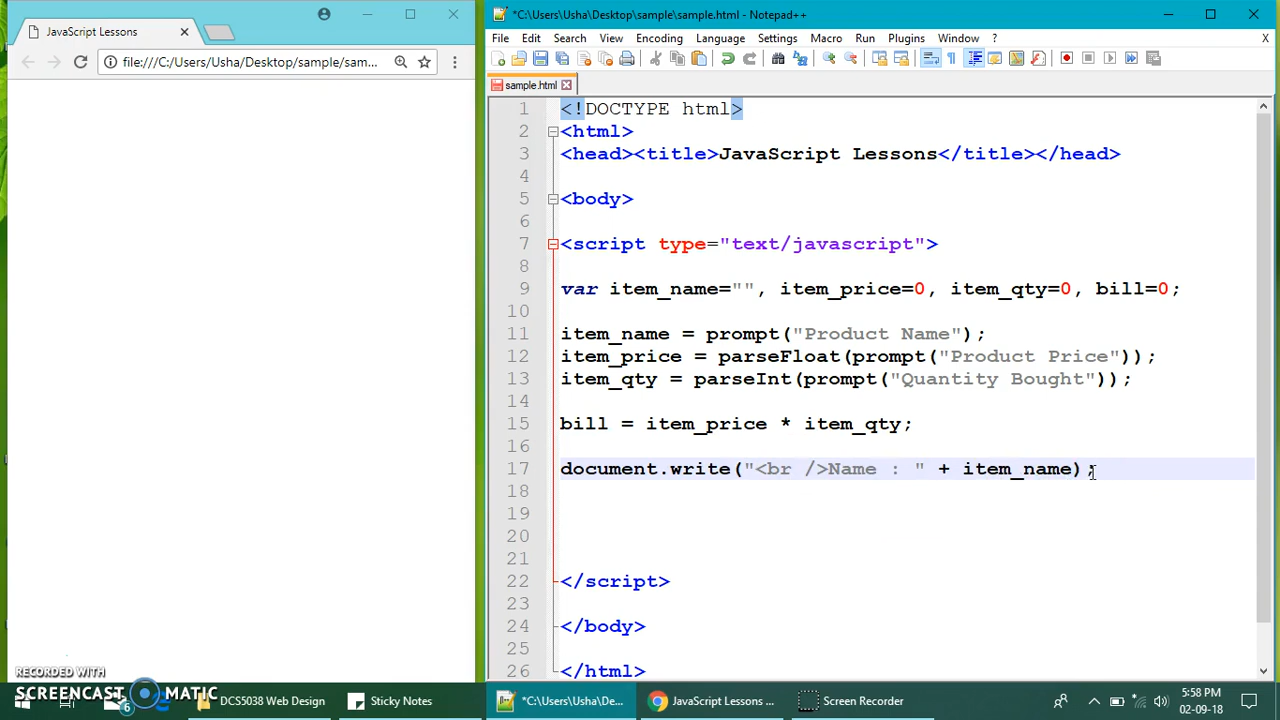 JavaScript Lessons
file:///C:/Users/Usha/Desktop/sample/sam...
*C:\Users\Usha\Desktop\sample\sample.html - Notepad++
File Edit Search View Encoding Language Settings Macro Run Plugins Window ? X
sample.html
1 <!DOCTYPE html>
2 <html>
3 <head><title>JavaScript Lessons</title></head>
4
5 <body>
6
7 <script type="text/javascript">
8
9 var item_name="", item_price=0, item_qty=0, bill=0;
10
11 item_name = prompt("Product Name");
12 item_price = parseFloat(prompt("Product Price"));
13 item_qty = parseInt(prompt("Quantity Bought"));
14
15 bill = item_price * item_qty;
16
17 document.write("<br />Name : " + item_name);
18
19
20
21
22 </script>
23
24 </body>
25
26 </html>
RECORDED WITH
SCREENCAST MATIC
6
DCS5038 Web Design
Sticky Notes
*C:\Users\Usha\De...
JavaScript Lessons ...
Screen Recorder
5:58 PM
02-09-18